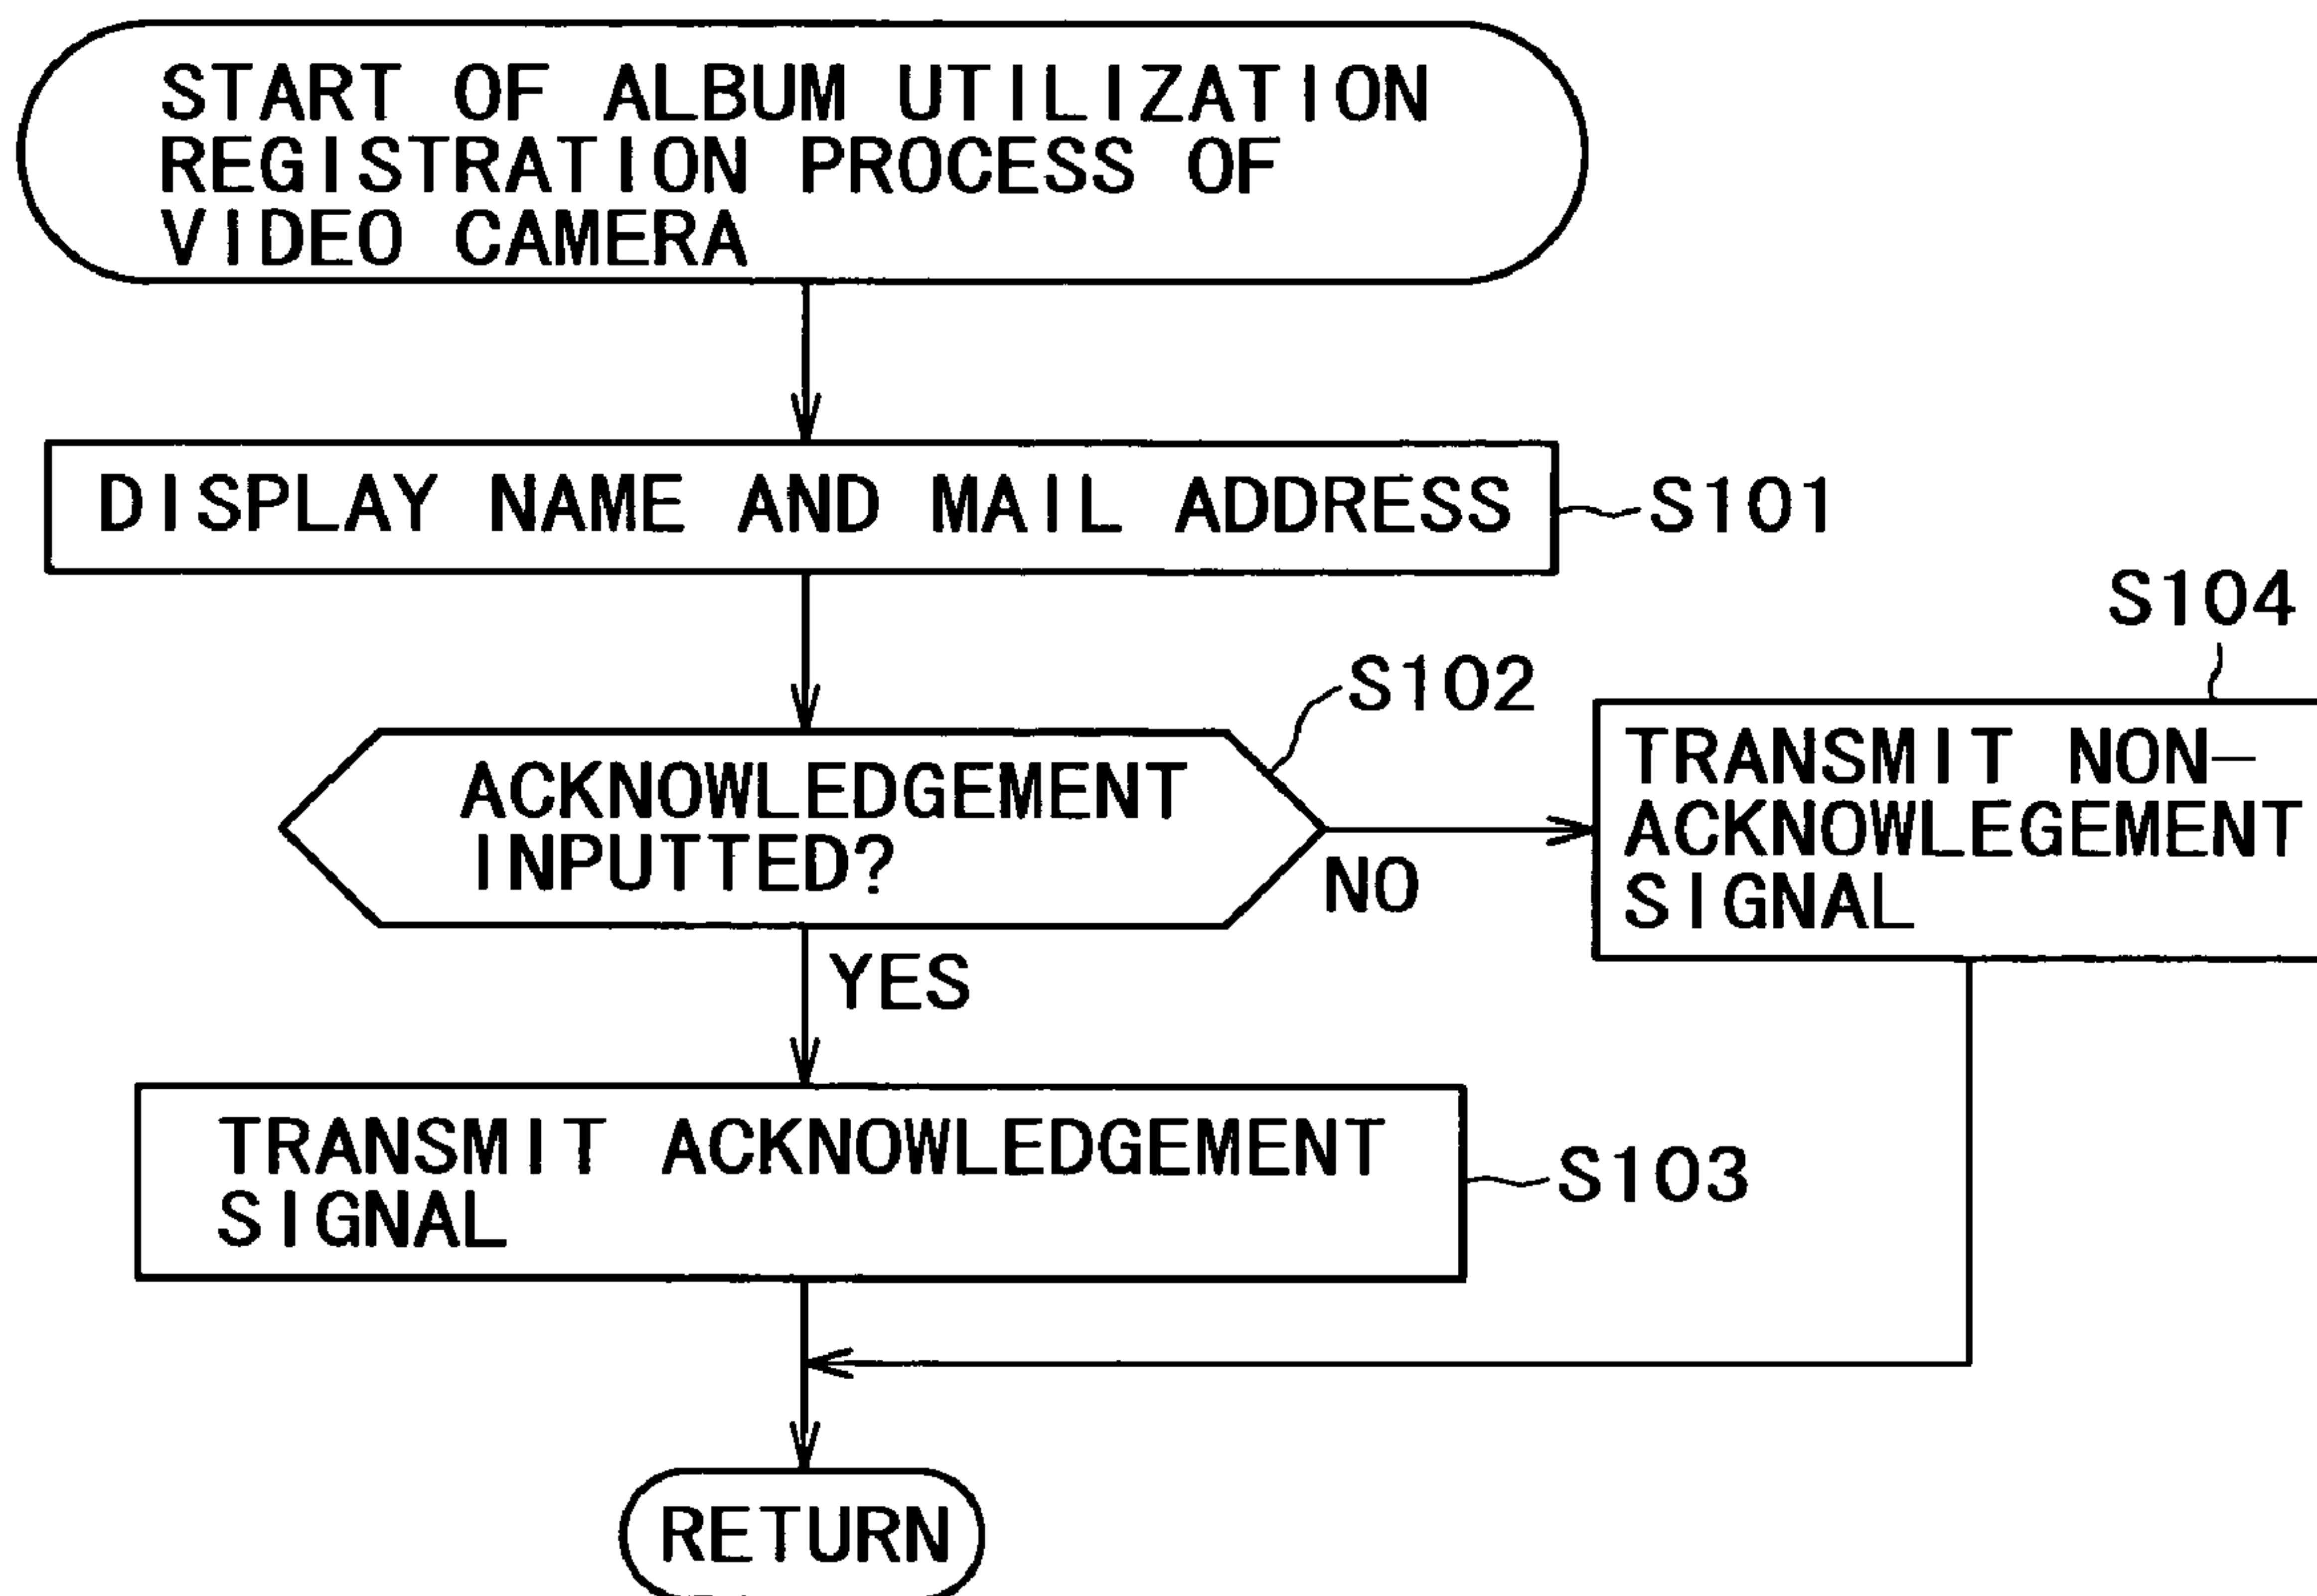 START OF ALBUM UTILIZATION
REGISTRATION PROCESS OF
VIDEO CAMERA
DISPLAY NAME AND MAIL ADDRESS
S101
S104
S102
ACKNOWLEDGEMENT
INPUTTED?
NO
TRANSMIT NON-
ACKNOWLEGEMENT
SIGNAL
YES
TRANSMIT ACKNOWLEDGEMENT
SIGNAL
S103
RETURN